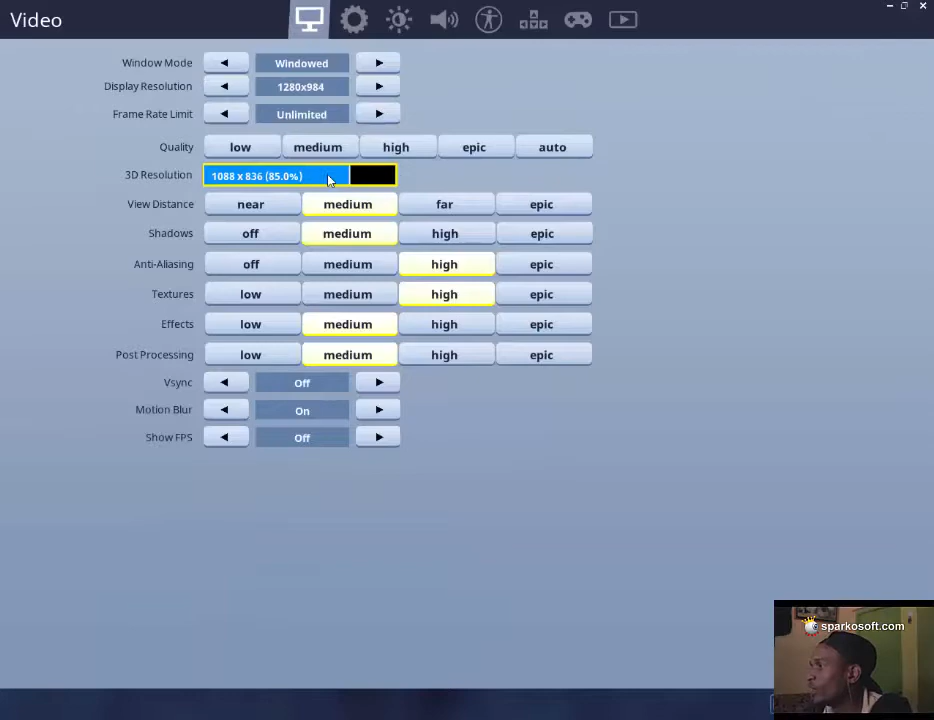 Video
Window Mode Windowed
Display Resolution 1280x984
Frame Rate Limit Unlimited
Quality low medium high epic auto
3D Resolution 1088 x 836 (85.0%)
View Distance near medium far epic
Shadows off medium high epic
Anti-Aliasing off medium high epic
Textures low medium high epic
Effects low medium high epic
Post Processing low medium high epic
Vsync Off
Motion Blur On
Show FPS Off
sparkosoft.com